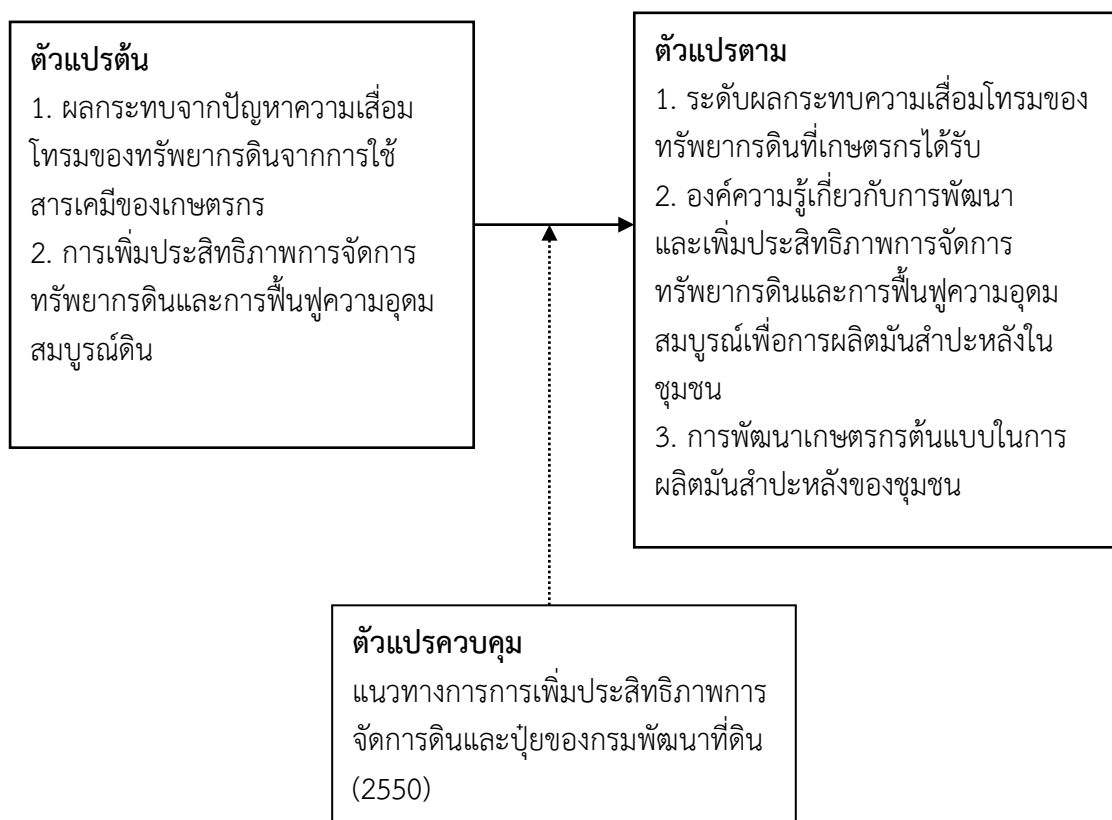 ตัวแปรต้น
1. ผลกระทบจากปัญหาความเสื่อม
โทรมของทรัพยากรดินจากการใช้
สารเคมีของเกษตรกร
2. การเพิ่มประสิทธิภาพการจัดการ
ทรัพยากรดินและการฟื้นฟูความอุดม
สมบูรณ์ดิน
ตัวแปรตาม
1. ระดับผลกระทบความเสื่อมโทรมของ
ทรัพยากรดินที่เกษตรกรได้รับ
2. องค์ความรู้เกี่ยวกับการพัฒนา
และเพิ่มประสิทธิภาพการจัดการ
ทรัพยากรดินและการฟื้นฟูความอุดม
สมบูรณ์เพื่อการผลิตมันสำปะหลังใน
ชุมชน
3. การพัฒนาเกษตรกรต้นแบบในการ
ผลิตมันสำปะหลังของชุมชน
ตัวแปรควบคุม
แนวทางการการเพิ่มประสิทธิภาพการ
จัดการดินและปุ๋ยของกรมพัฒนาที่ดิน
(2550)